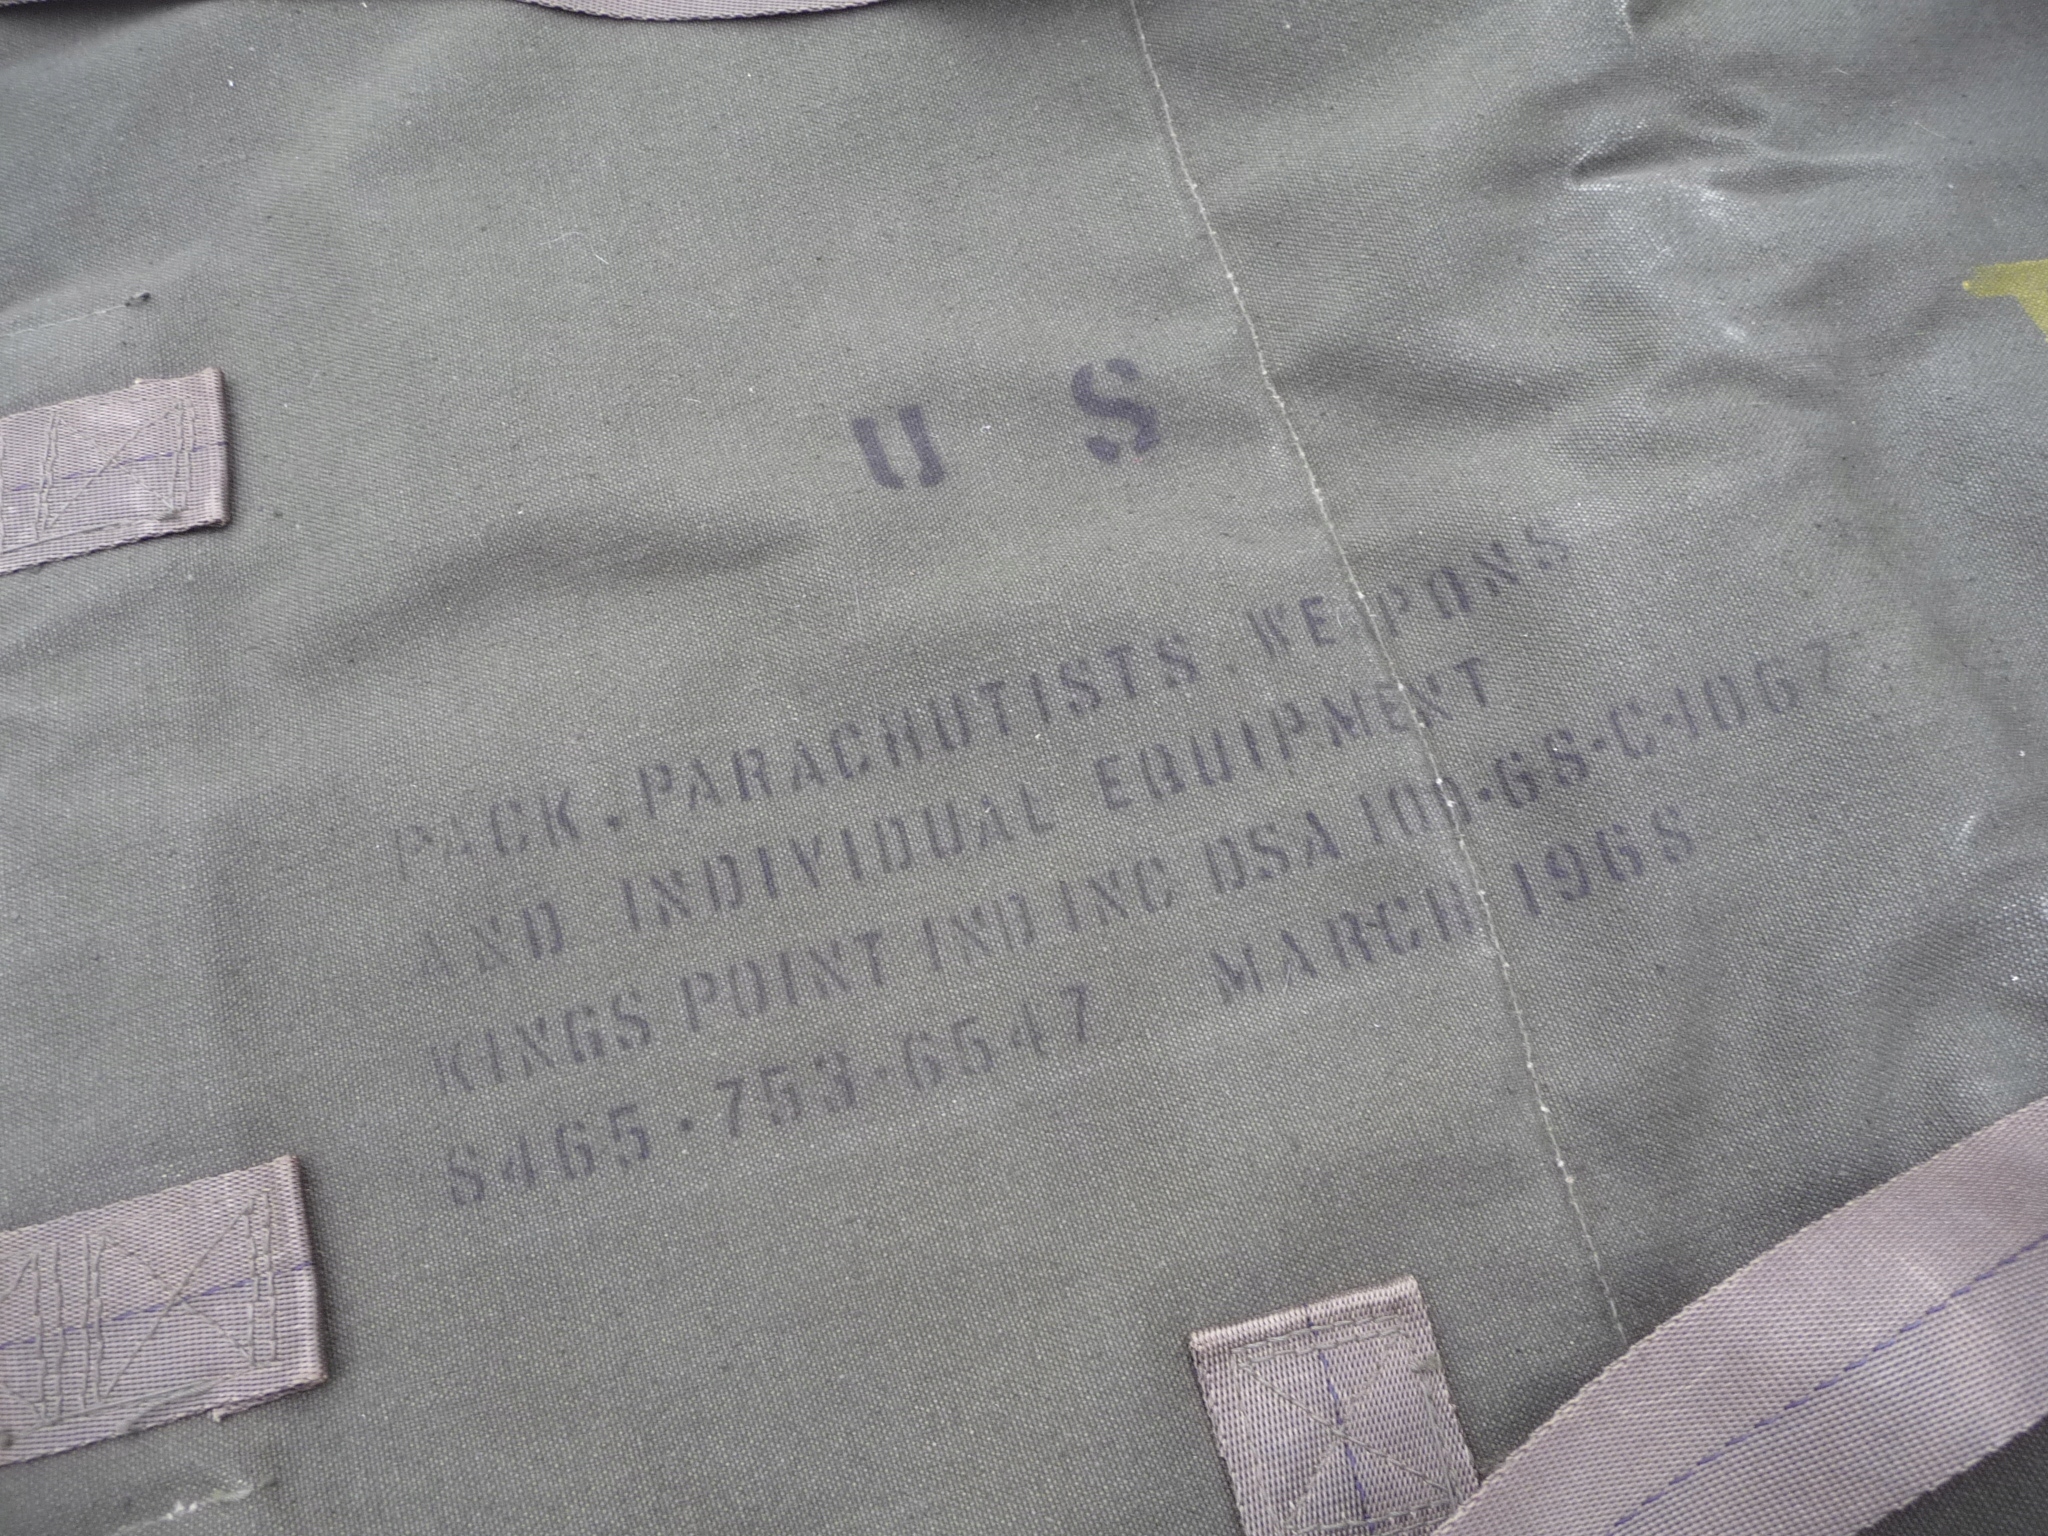 U S
PACK, PARACHUTISTS, WEAPONS
AND INDIVIDUAL EQUIPMENT
KINGS POINT IND INC DSA 100-68-C-1067
8465-753-6547 MARCH 1968